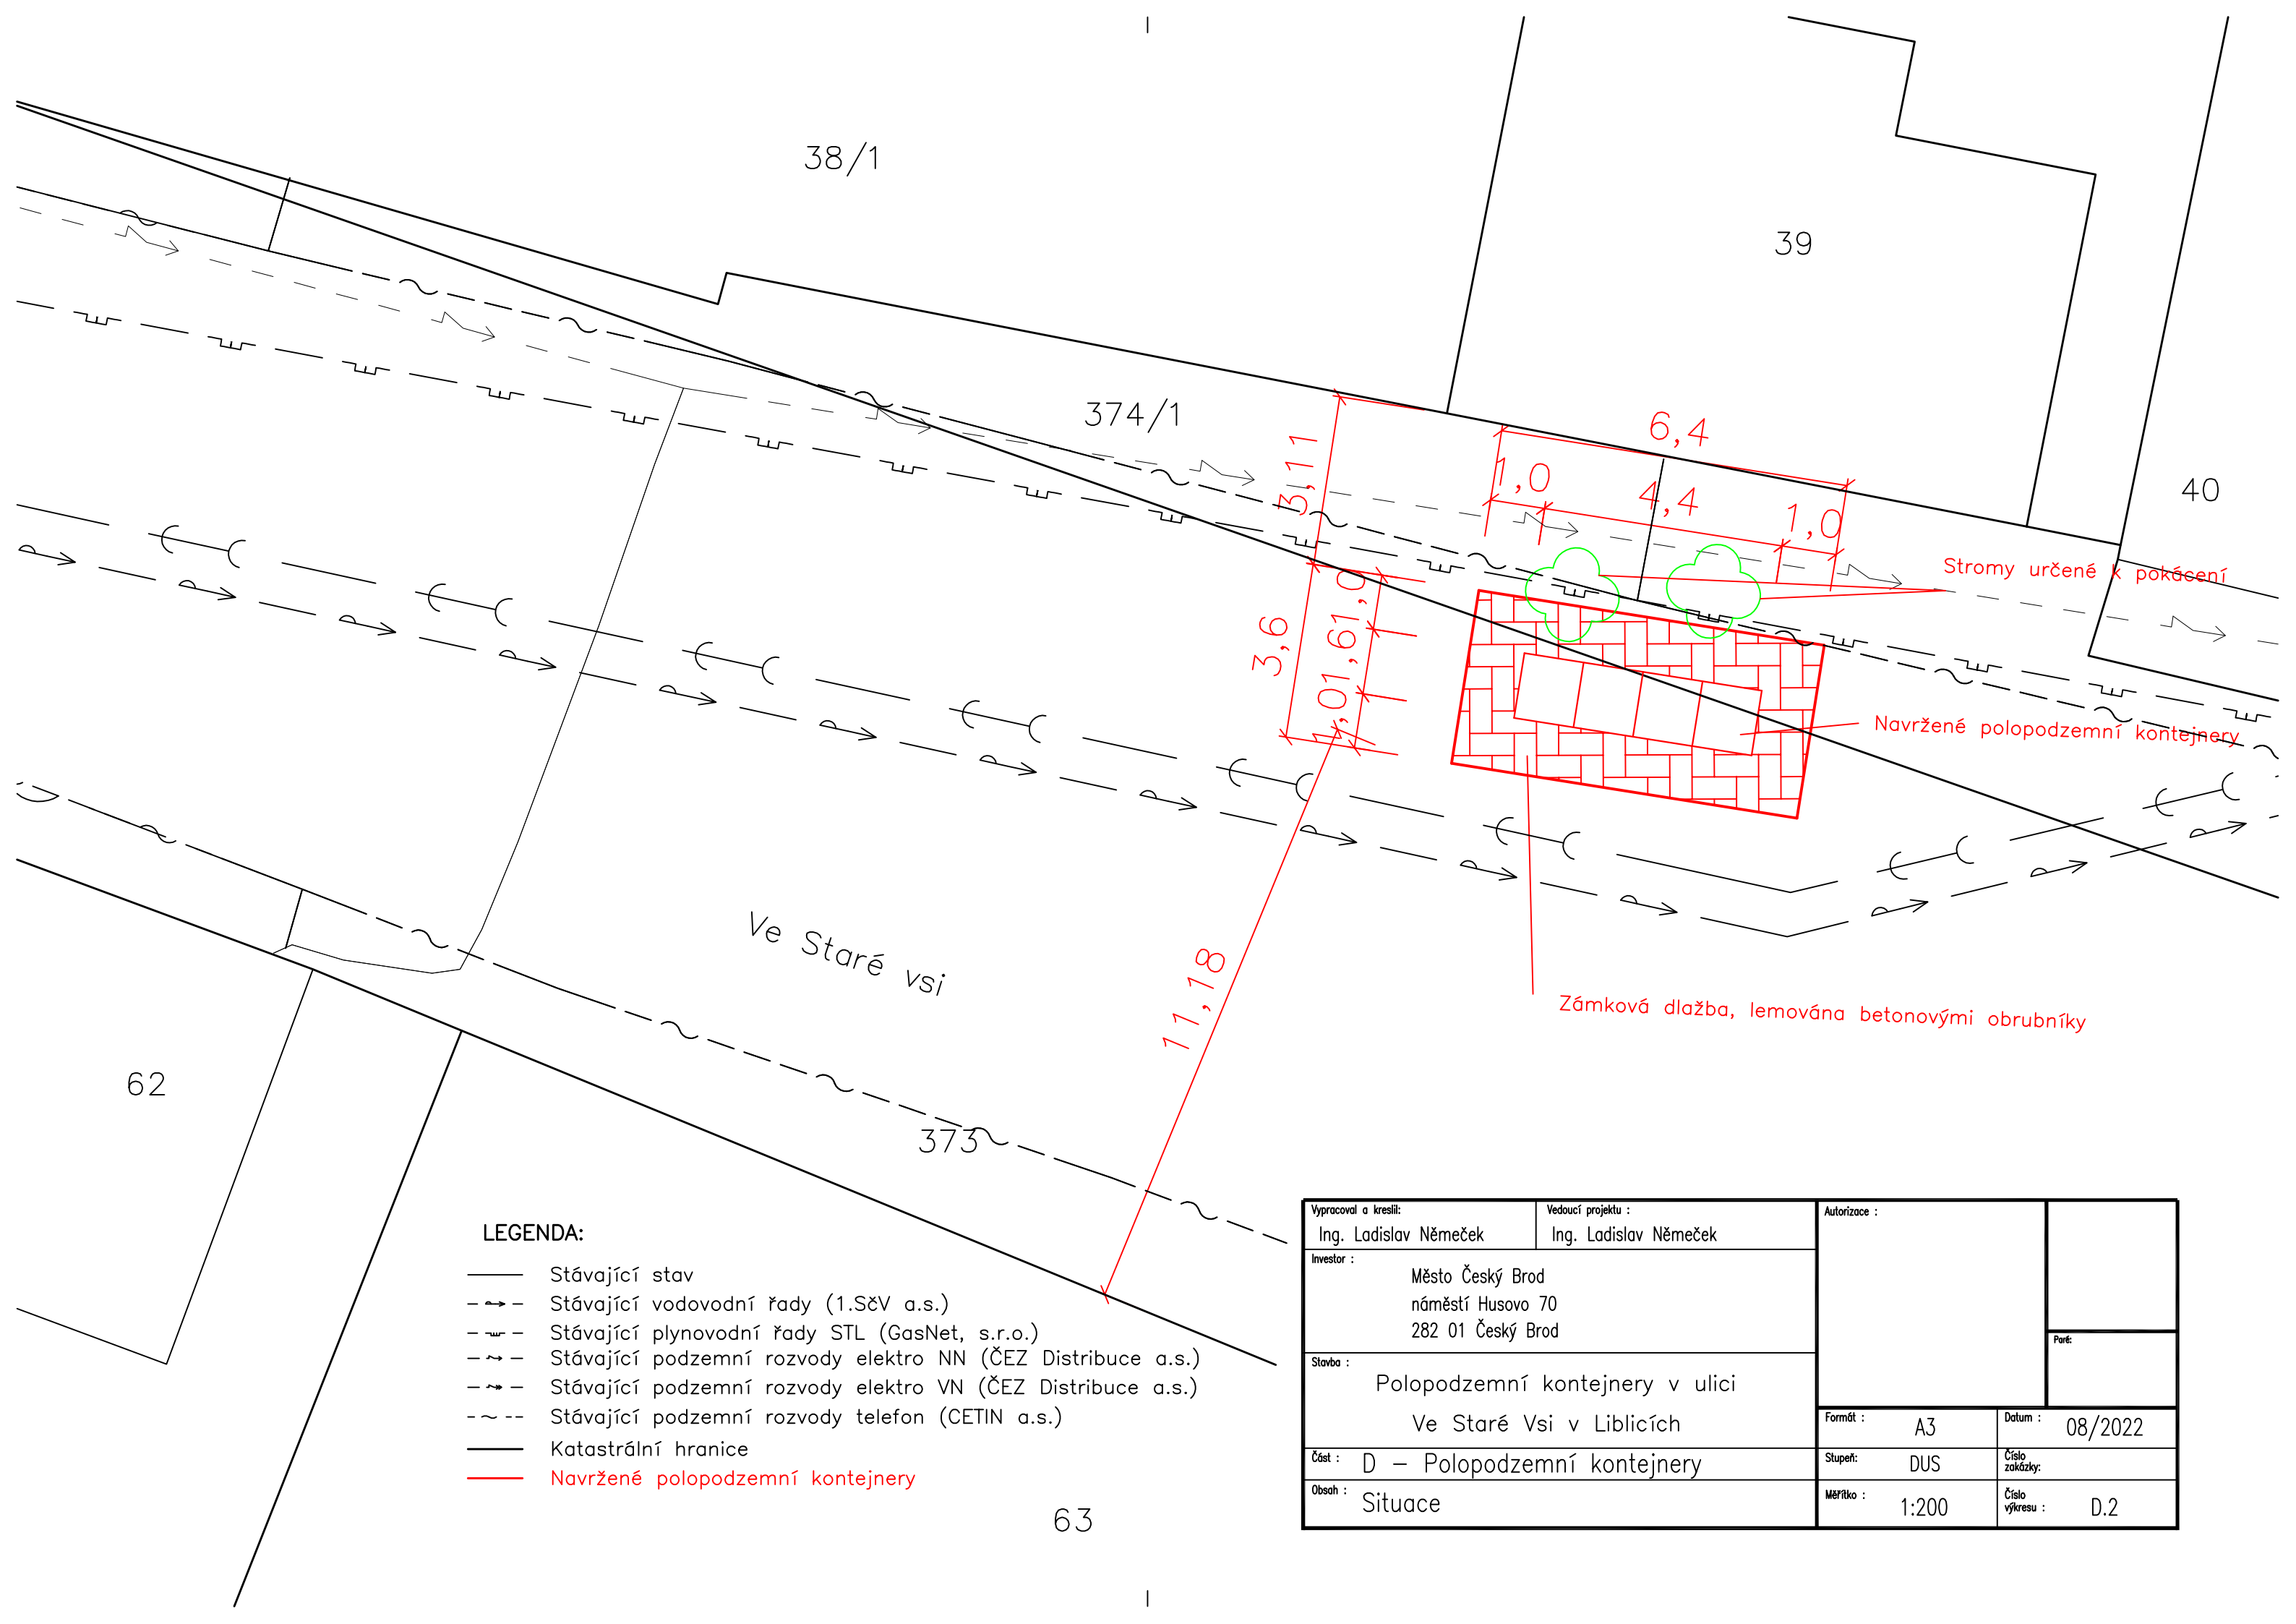 38/1
39
374/1
40
6,4
1,0
4,4
1,0
3,11
3,6
1,0
1,6
1,0
Stromy určené k pokácení
Navržené polopodzemní kontejnery
Ve Staré vsi
11,18
Zámková dlažba, lemována betonovými obrubníky
62
373
63
LEGENDA:
Stávající stav
Stávající vodovodní řady (1.SčV a.s.)
Stávající plynovodní řady STL (GasNet, s.r.o.)
Stávající podzemní rozvody elektro NN (ČEZ Distribuce a.s.)
Stávající podzemní rozvody elektro VN (ČEZ Distribuce a.s.)
Stávající podzemní rozvody telefon (CETIN a.s.)
Katastrální hranice
Navržené polopodzemní kontejnery
Vypracoval a kreslil:
Ing. Ladislav Němeček
Vedoucí projektu :
Ing. Ladislav Němeček
Autorizace :
Investor :
Město Český Brod
náměstí Husovo 70
282 01 Český Brod
Paré:
Stavba :
Polopodzemní kontejnery v ulici
Ve Staré Vsi v Liblicích
Formát :
A3
Datum :
08/2022
Část :
D – Polopodzemní kontejnery
Stupeň:
DUS
Číslo
zakázky:
Obsah :
Situace
Měřítko :
1:200
Číslo
výkresu :
D.2